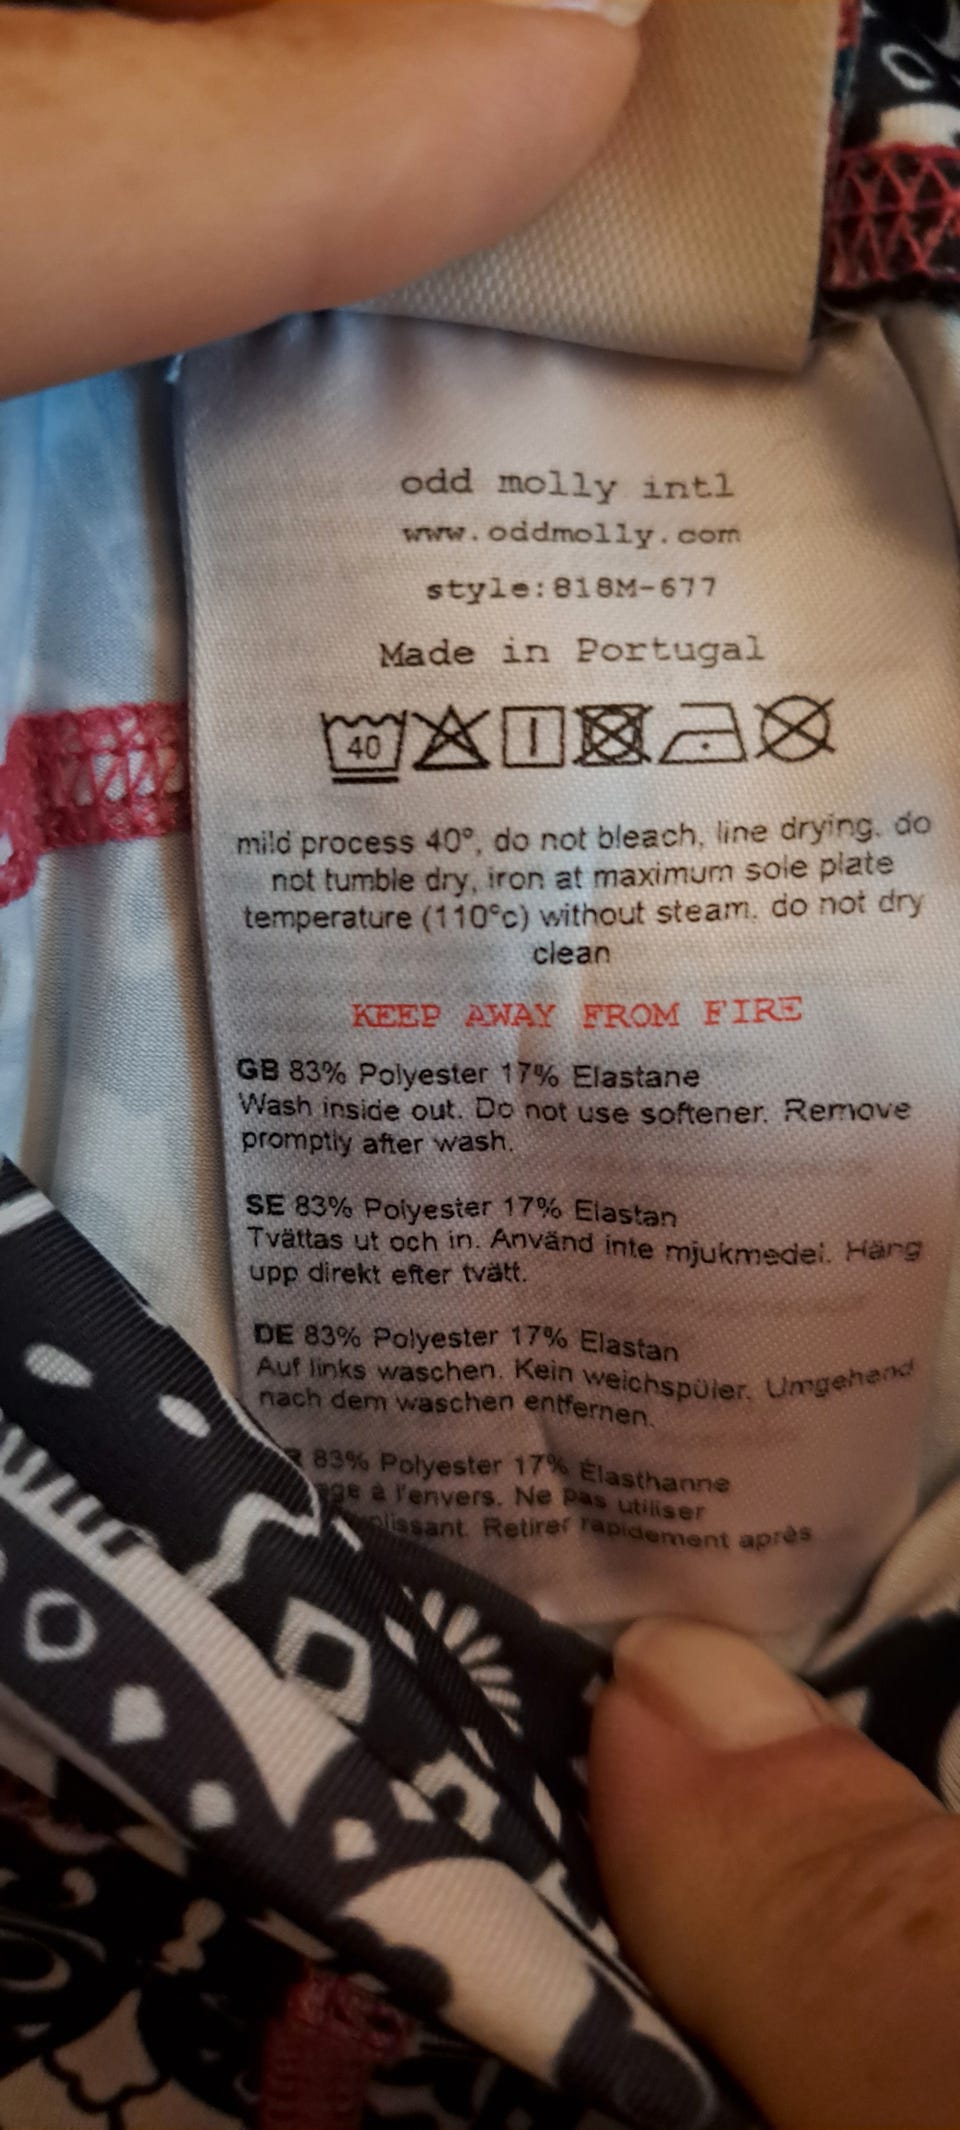 odd molly intl
www.oddmolly.com
style:818M-677
Made in Portugal
40
mild process 40°, do not bleach, line drying, do
not tumble dry, iron at maximum sole plate
temperature (110°c) without steam, do not dry
clean
KEEP AWAY FROM FIRE
GB 83% Polyester 17% Elastane
Wash inside out. Do not use softener. Remove
promptly after wash.
SE 83% Polyester 17% Elastan
Tvättas ut och in. Använd inte mjukmedel. Häng
upp direkt efter tvätt.
DE 83% Polyester 17% Elastan
Auf links waschen. Kein weichspüler. Umgehend
nach dem waschen entfernen.
83% Polyester 17% Élasthanne
à l'envers. Ne pas utiliser
Retirer rapidement après